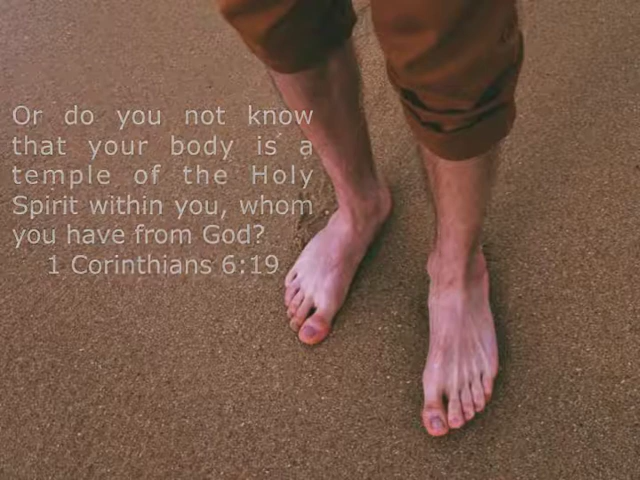 Or do you not know
that your body is a
temple of the Holy
Spirit within you, whom
you have from God?
1 Corinthians 6:19